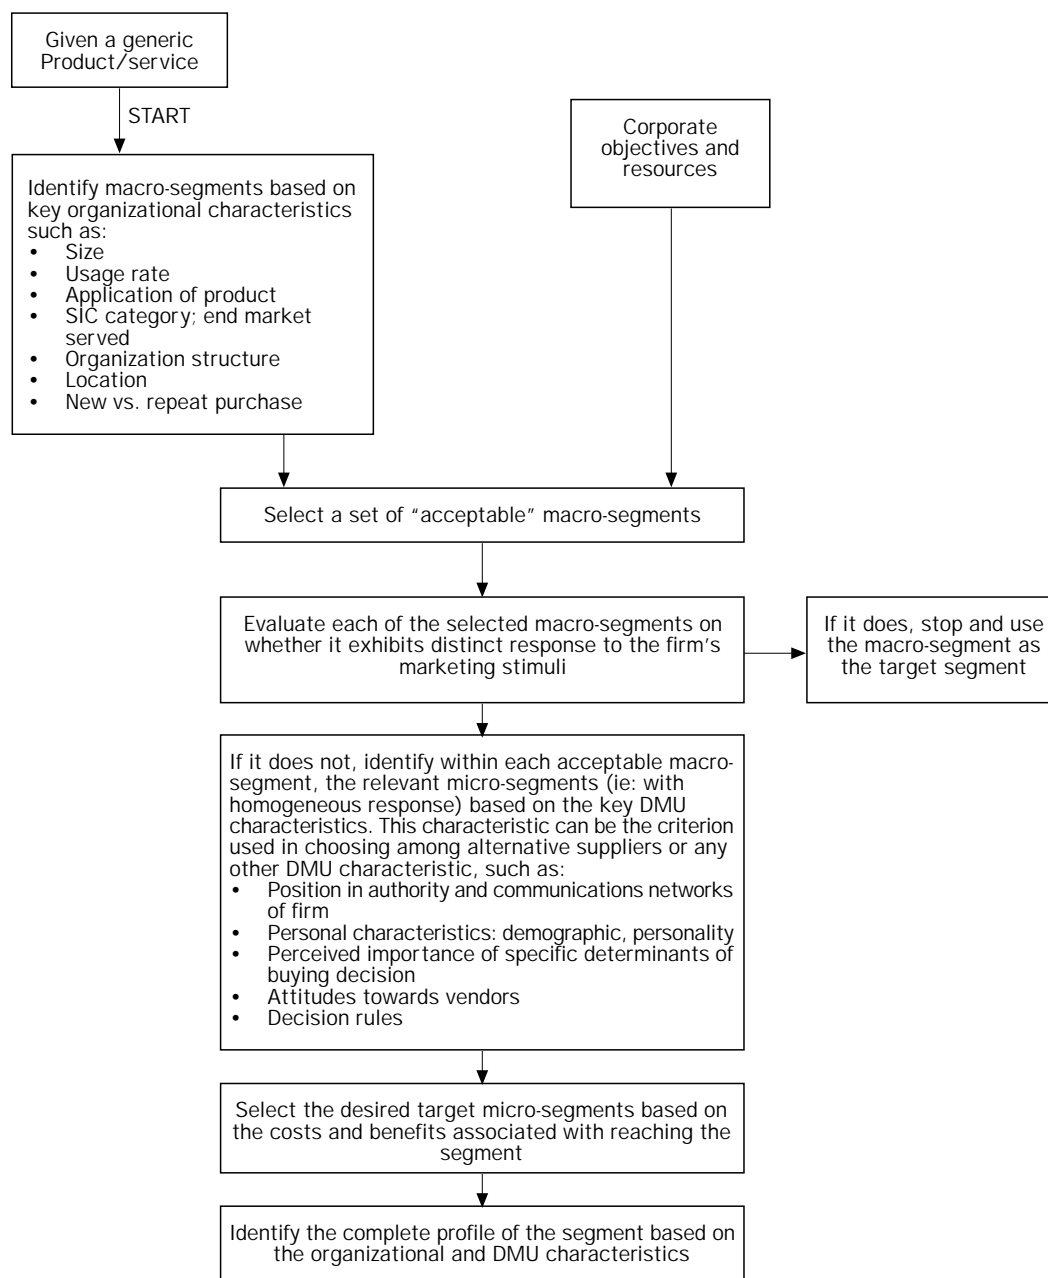 Given a generic
Product/service
START
Corporate
objectives and
resources
Identify macro-segments based on
key organizational characteristics
such as:
• Size
• Usage rate
• Application of product
• SIC category; end market
served
• Organization structure
• Location
• New vs. repeat purchase
Select a set of “acceptable” macro-segments
Evaluate each of the selected macro-segments on
whether it exhibits distinct response to the firm’s
marketing stimuli
If it does, stop and use
the macro-segment as
the target segment
If it does not, identify within each acceptable macro-
segment, the relevant micro-segments (ie: with
homogeneous response) based on the key DMU
characteristics. This characteristic can be the criterion
used in choosing among alternative suppliers or any
other DMU characteristic, such as:
• Position in authority and communications networks
of firm
• Personal characteristics: demographic, personality
• Perceived importance of specific determinants of
buying decision
• Attitudes towards vendors
• Decision rules
Select the desired target micro-segments based on
the costs and benefits associated with reaching the
segment
Identify the complete profile of the segment based on
the organizational and DMU characteristics